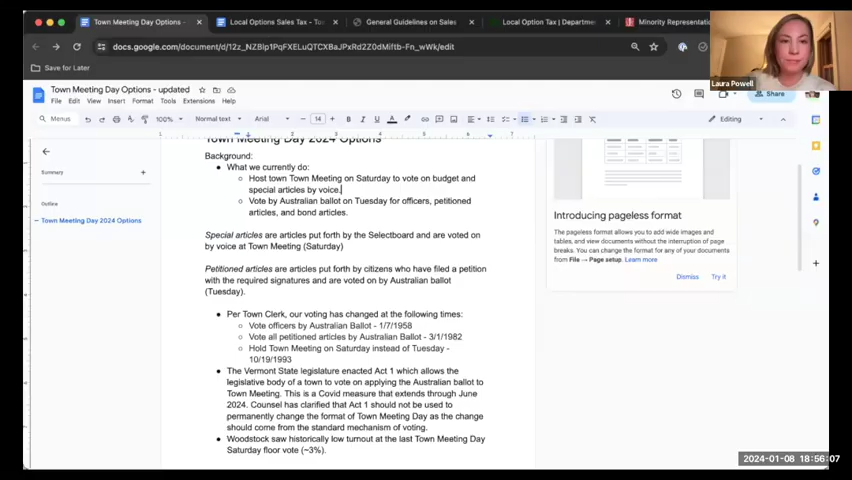 Town Meeting Day Options -
Local Options Sales Tax - To
General Guidelines on Sales
Local Option Tax | Departme
Minority Representat
docs.google.com/document/d/12z_NZBIp1PqFXELuQTCXBaJPxRd2Z0dMiftb-Fn_wWk/edit
Save for Later
Laura Powell
Town Meeting Day Options - updated
File Edit View Insert Format Tools Extensions Help
Share
Menus
100%
Normal text
Arial
14
Editing
Town Meeting Day 2024 Options
Summary
Outline
Town Meeting Day 2024 Options
Background:
What we currently do:
Host town Town Meeting on Saturday to vote on budget and
special articles by voice.
Vote by Australian ballot on Tuesday for officers, petitioned
articles, and bond articles.
Special articles are articles put forth by the Selectboard and are voted on
by voice at Town Meeting (Saturday)
Petitioned articles are articles put forth by citizens who have filed a petition
with the required signatures and are voted on by Australian ballot
(Tuesday).
Per Town Clerk, our voting has changed at the following times:
Vote officers by Australian Ballot - 1/7/1958
Vote all petitioned articles by Australian Ballot - 3/1/1982
Hold Town Meeting on Saturday instead of Tuesday -
10/19/1993
The Vermont State legislature enacted Act 1 which allows the
legislative body of a town to vote on applying the Australian ballot to
Town Meeting. This is a Covid measure that extends through June
2024. Counsel has clarified that Act 1 should not be used to
permanently change the format of Town Meeting Day as the change
should come from the standard mechanism of voting.
Woodstock saw historically low turnout at the last Town Meeting Day
Saturday floor vote (~3%).
Introducing pageless format
The pageless format allows you to add wide images and
tables, and view documents without the interruption of page
breaks. You can change the format for any of your documents
from File → Page setup. Learn more
Dismiss Try it
2024-01-08 18:56:07